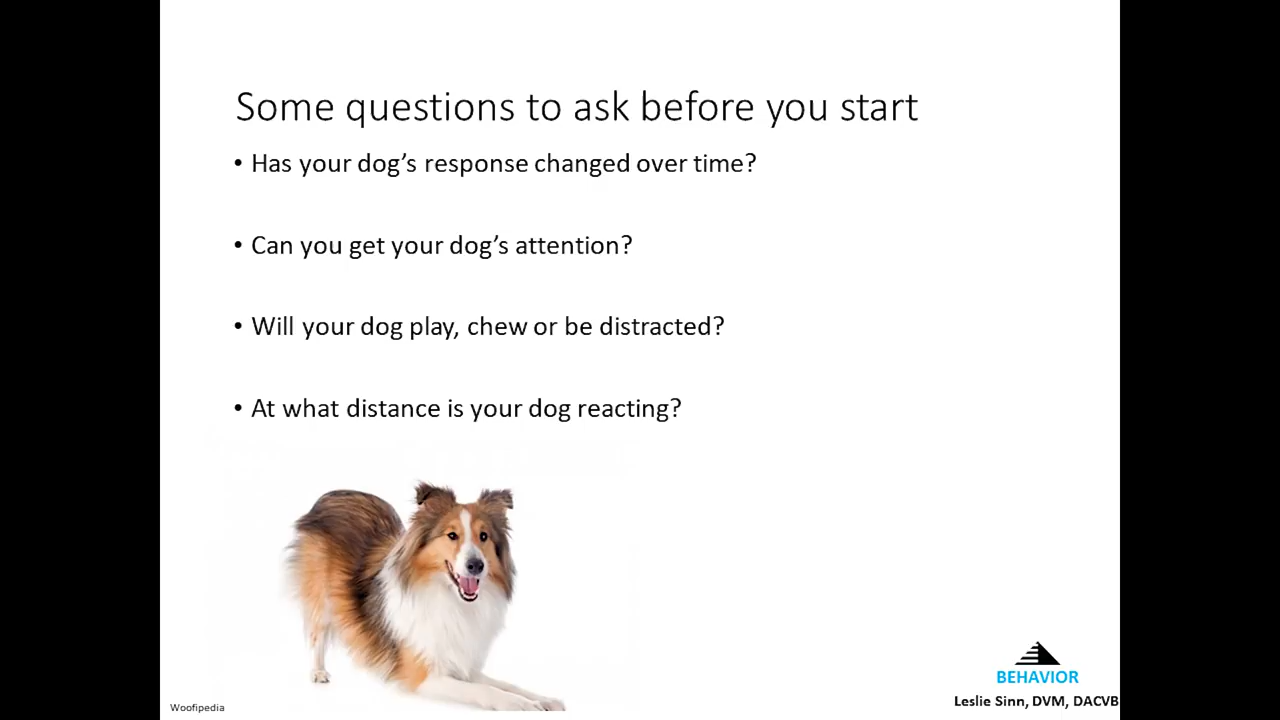 Some questions to ask before you start
• Has your dog’s response changed over time?
• Can you get your dog’s attention?
• Will your dog play, chew or be distracted?
• At what distance is your dog reacting?
BEHAVIOR
Leslie Sinn, DVM, DACVB
Woofipedia